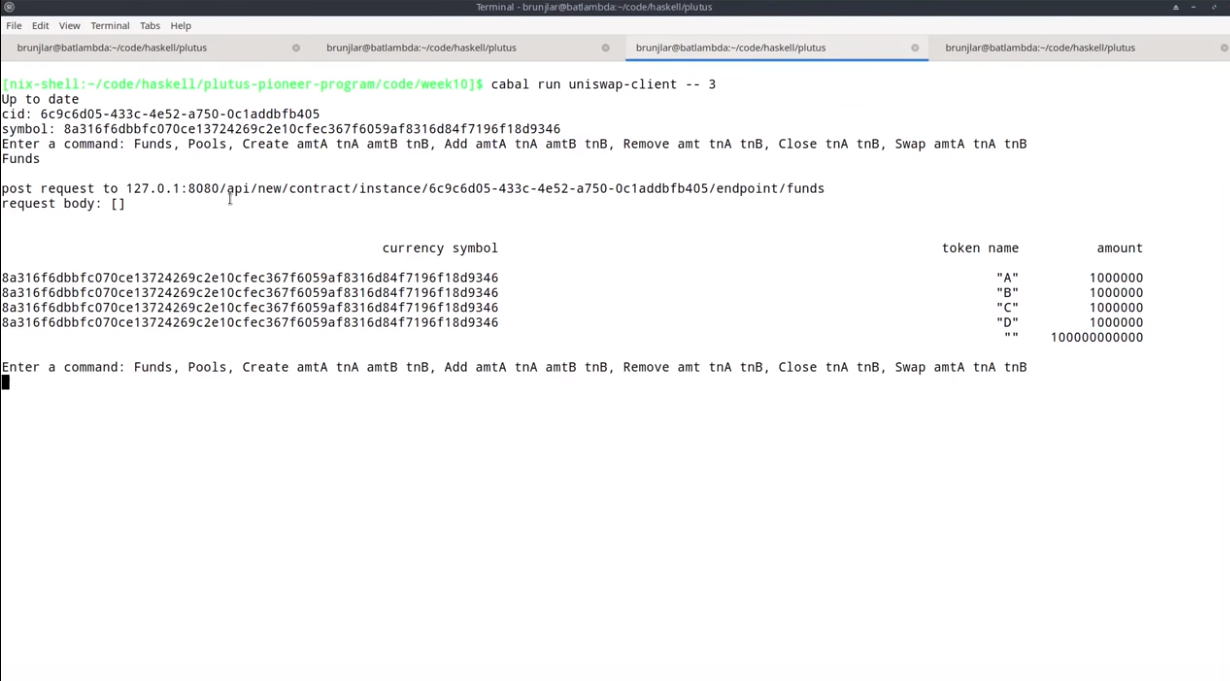 Terminal - brunjlar@batlambda:~/code/haskell/plutus
File Edit View Terminal Tabs Help
brunjlar@batlambda:~/code/haskell/plutus brunjlar@batlambda:~/code/haskell/plutus brunjlar@batlambda:~/code/haskell/plutus brunjlar@batlambda:~/code/haskell/plutus
[nix-shell:~/code/haskell/plutus-pioneer-program/code/week10]$ cabal run uniswap-client -- 3
Up to date
cid: 6c9c6d05-433c-4e52-a750-0c1addbfb405
symbol: 8a316f6dbbfc070ce13724269c2e10cfec367f6059af8316d84f7196f18d9346
Enter a command: Funds, Pools, Create amtA tnA amtB tnB, Add amtA tnA amtB tnB, Remove amt tnA tnB, Close tnA tnB, Swap amtA tnA tnB
Funds
post request to 127.0.1:8080/api/new/contract/instance/6c9c6d05-433c-4e52-a750-0c1addbfb405/endpoint/funds
request body: []
currency symbol token name amount
8a316f6dbbfc070ce13724269c2e10cfec367f6059af8316d84f7196f18d9346 "A" 1000000
8a316f6dbbfc070ce13724269c2e10cfec367f6059af8316d84f7196f18d9346 "B" 1000000
8a316f6dbbfc070ce13724269c2e10cfec367f6059af8316d84f7196f18d9346 "C" 1000000
8a316f6dbbfc070ce13724269c2e10cfec367f6059af8316d84f7196f18d9346 "D" 1000000
"" 100000000000
Enter a command: Funds, Pools, Create amtA tnA amtB tnB, Add amtA tnA amtB tnB, Remove amt tnA tnB, Close tnA tnB, Swap amtA tnA tnB